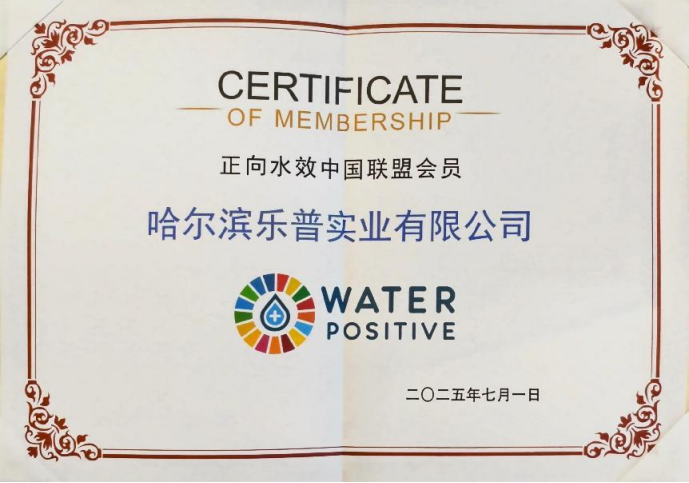 CERTIFICATE
OF MEMBERSHIP
正向水效中国联盟会员
哈尔滨乐普实业有限公司
WATER
POSITIVE
二〇二五年七月一日